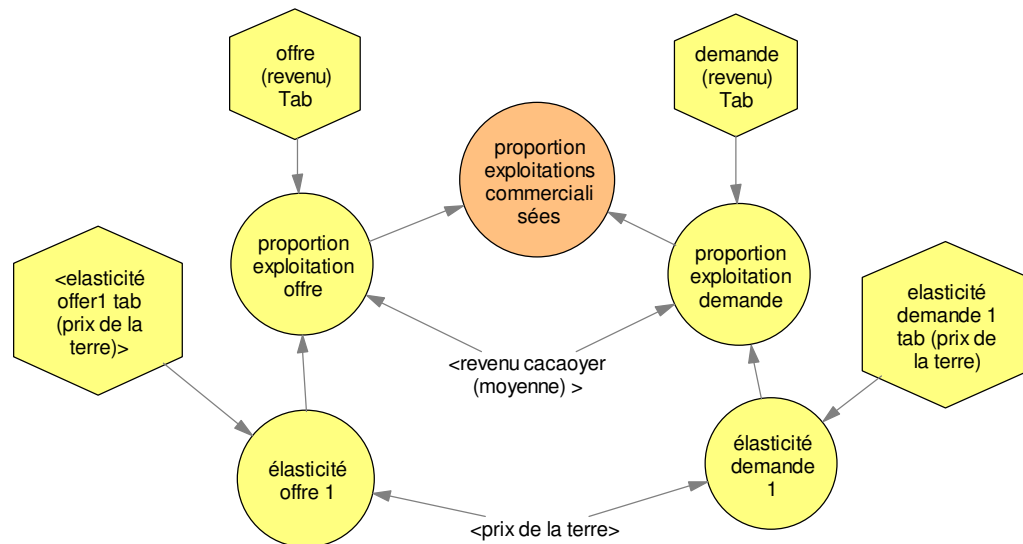 offre
(revenu)
Tab
demande
(revenu)
Tab
proportion
exploitations
commerciali
sées
proportion
exploitation
offre
proportion
exploitation
demande
<elasticité
offer1 tab
(prix de la
terre)>
elasticité
demande 1
tab (prix de
la terre)
<revenu cacaoyer
(moyenne) >
élasticité
offre 1
élasticité
demande
1
<prix de la terre>